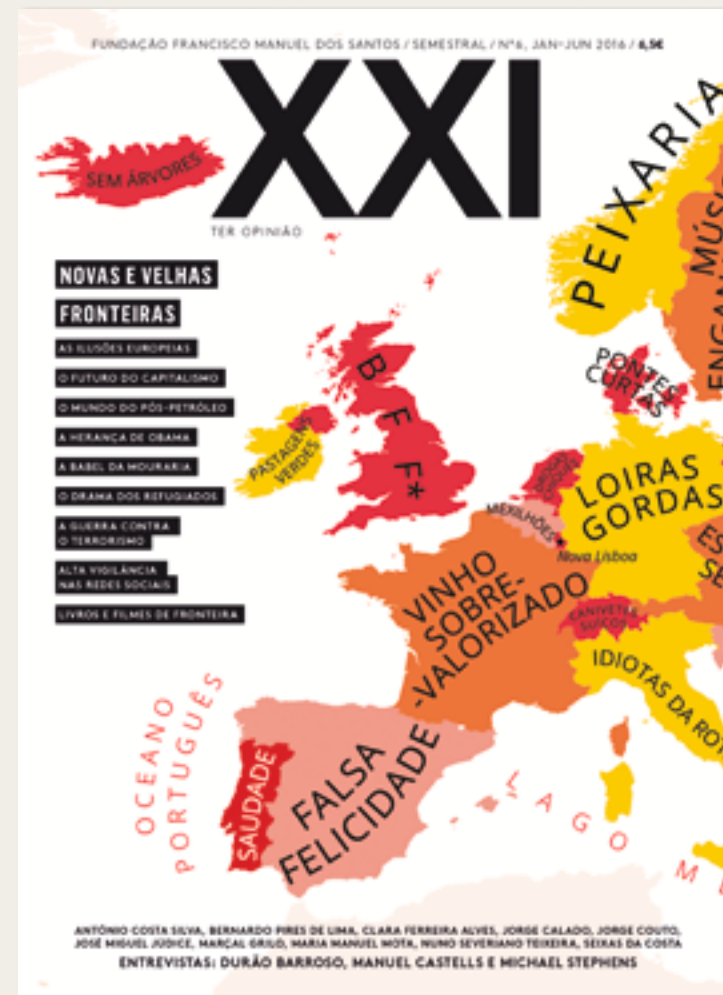 FUNDAÇÃO FRANCISCO MANUEL DOS SANTOS / SEMESTRAL / Nº6, JAN-JUN 2016 / 6,5€
XXI
TER OPINIÃO
SEM ÁRVORES
NOVAS E VELHAS
FRONTEIRAS
AS ILUSÕES EUROPEIAS
O FUTURO DO CAPITALISMO
O MUNDO DO PÓS-PETRÓLEO
A HERANÇA DE OBAMA
A BABEL DA MOURARIA
O DRAMA DOS REFUGIADOS
A GUERRA CONTRA
O TERRORISMO
ALTA VIGILÂNCIA
NAS REDES SOCIAIS
LIVROS E FILMES DE FRONTEIRA
PEIXARIA
PONTES
CURTAS
BFF*
PASTAGENS
VERDES
LOIRAS
GORDAS
MEXILHÕES
Nova Lisboa
VINHO
SOBRE-
-VALORIZADO
CANIVETES
SUÍÇOS
IDIOTAS DA
OCEANO
PORTUGUÊS
SAUDADE
FALSA
FELICIDADE
LAGO M
ANTÓNIO COSTA SILVA, BERNARDO PIRES DE LIMA, CLARA FERREIRA ALVES, JORGE CALADO, JORGE COUTO,
JOSÉ MIGUEL JÚDICE, MARÇAL GRILO, MARIA MANUEL MOTA, NUNO SEVERIANO TEIXEIRA, SEIXAS DA COSTA
ENTREVISTAS: DURÃO BARROSO, MANUEL CASTELLS E MICHAEL STEPHENS